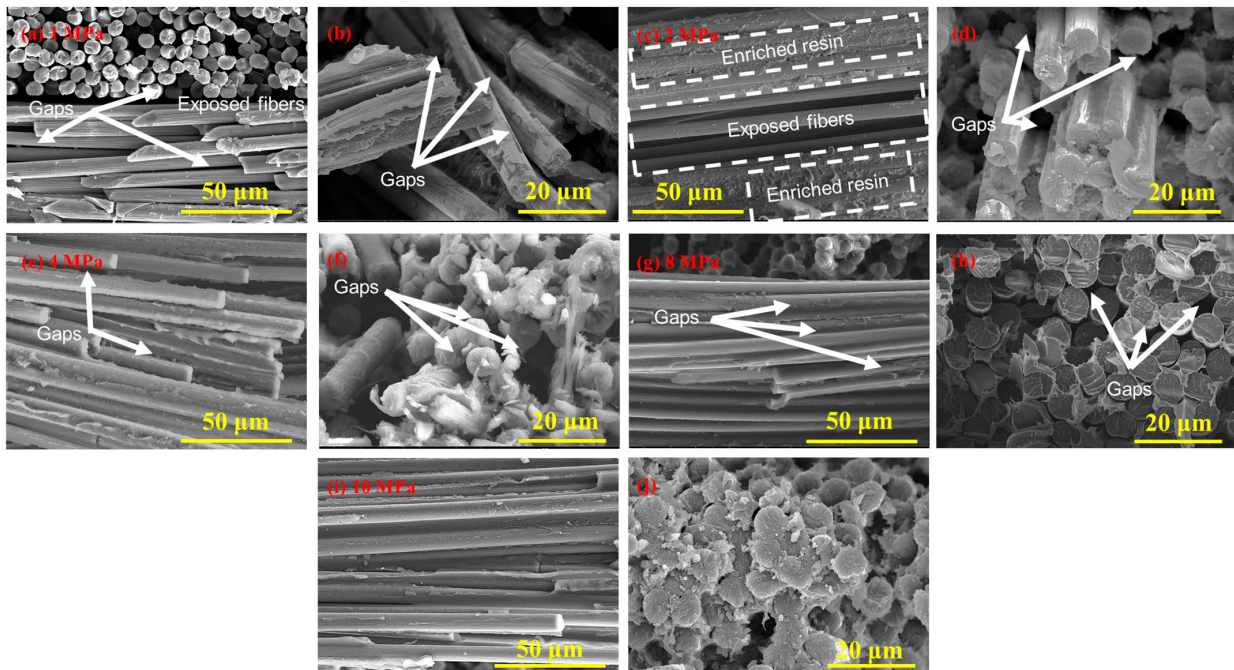 (a) 1 MPa
Gaps
Exposed fibers
50 μm
(b)
Gaps
20 μm
(c) 2 MPa
Enriched resin
Exposed fibers
Enriched resin
50 μm
(d)
Gaps
20 μm
(e) 4 MPa
Gaps
50 μm
(f)
Gaps
20 μm
(g) 8 MPa
Gaps
50 μm
(h)
Gaps
20 μm
(i) 10 MPa
50 μm
(j)
20 μm